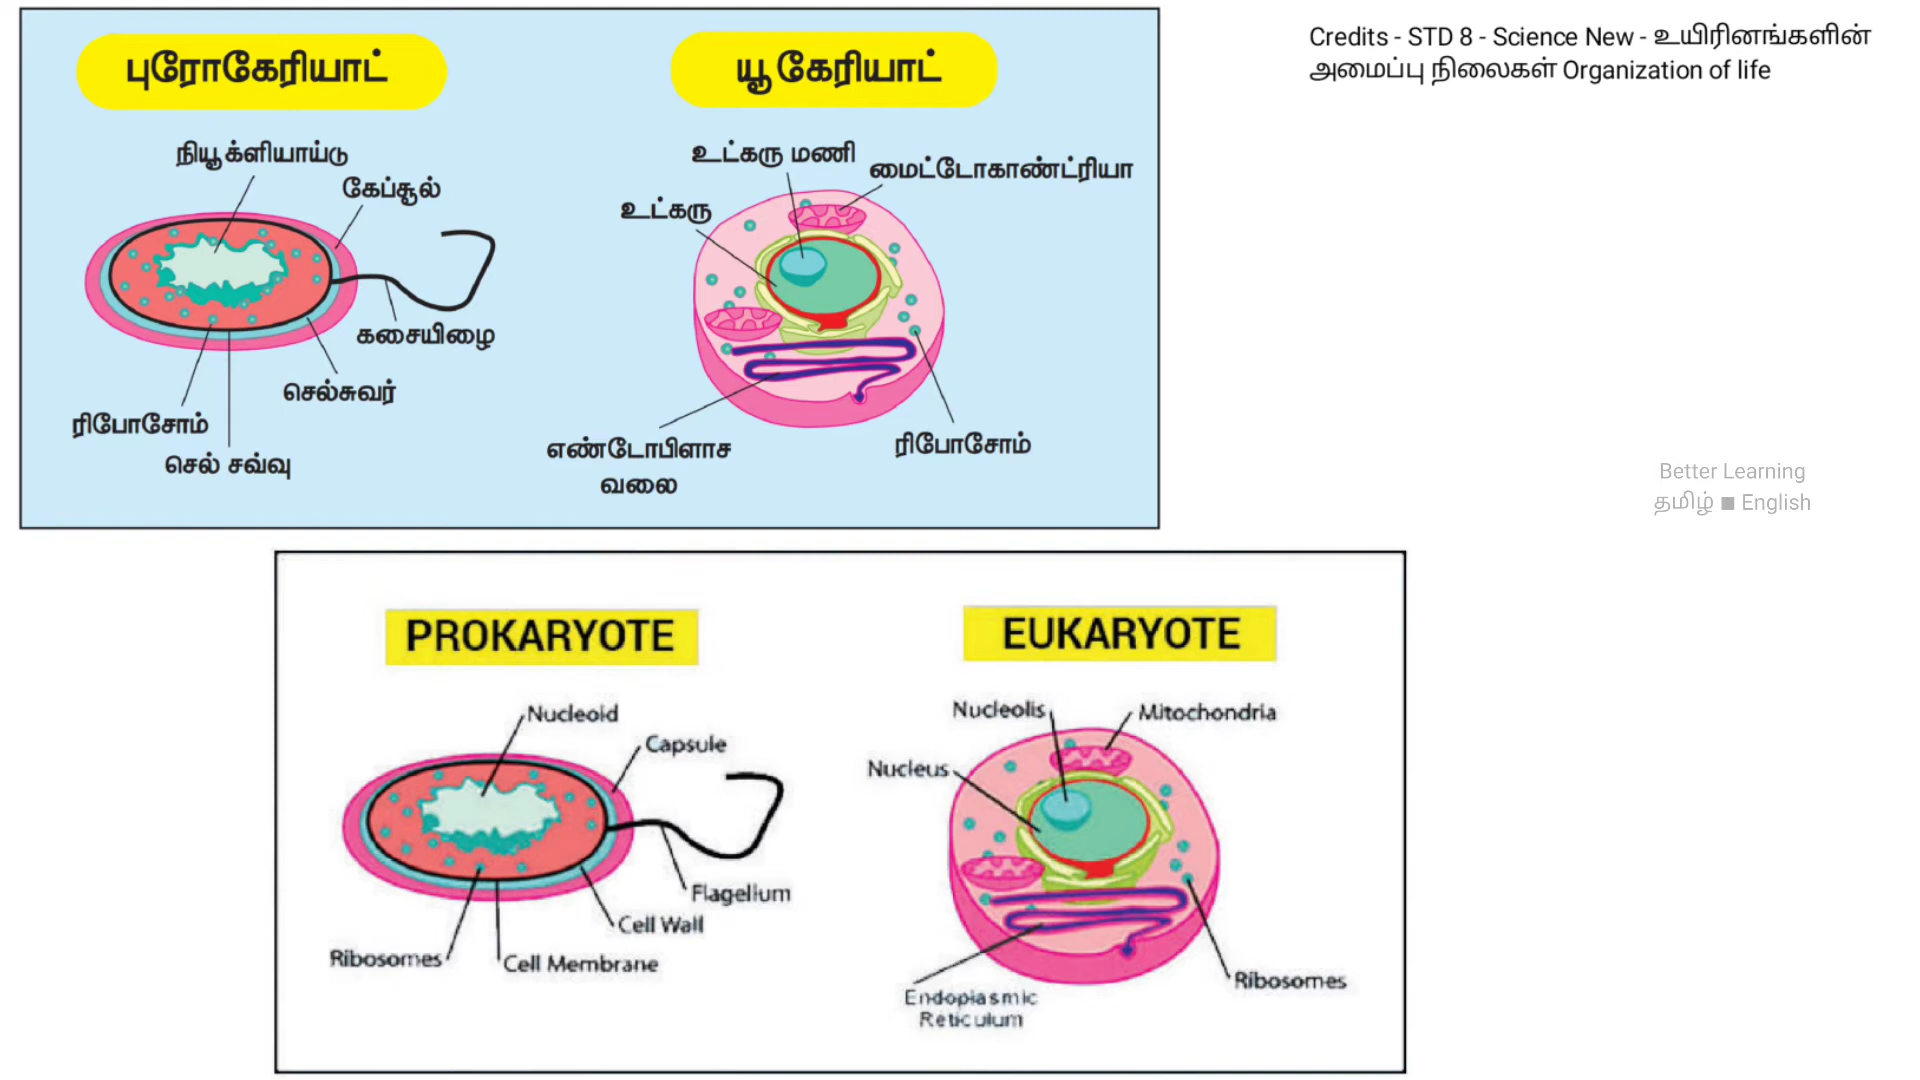 புரோகேரியாட்
யூகேரியாட்
நியூக்ளியாய்டு
கேப்சூல்
கசையிழை
செல்சுவர்
ரிபோசோம்
செல் சவ்வு
உட்கரு மணி
மைட்டோகாண்ட்ரியா
உட்கரு
எண்டோபிளாச
வலை
ரிபோசோம்
Credits - STD 8 - Science New - உயிரினங்களின்
அமைப்பு நிலைகள் Organization of life
Better Learning
தமிழ் ■ English
PROKARYOTE
EUKARYOTE
Nucleoid
Capsule
Flagellum
Cell Wall
Ribosomes
Cell Membrane
Nucleolis
Mitochondria
Nucleus
Endoplasmic
Reticulum
Ribosomes